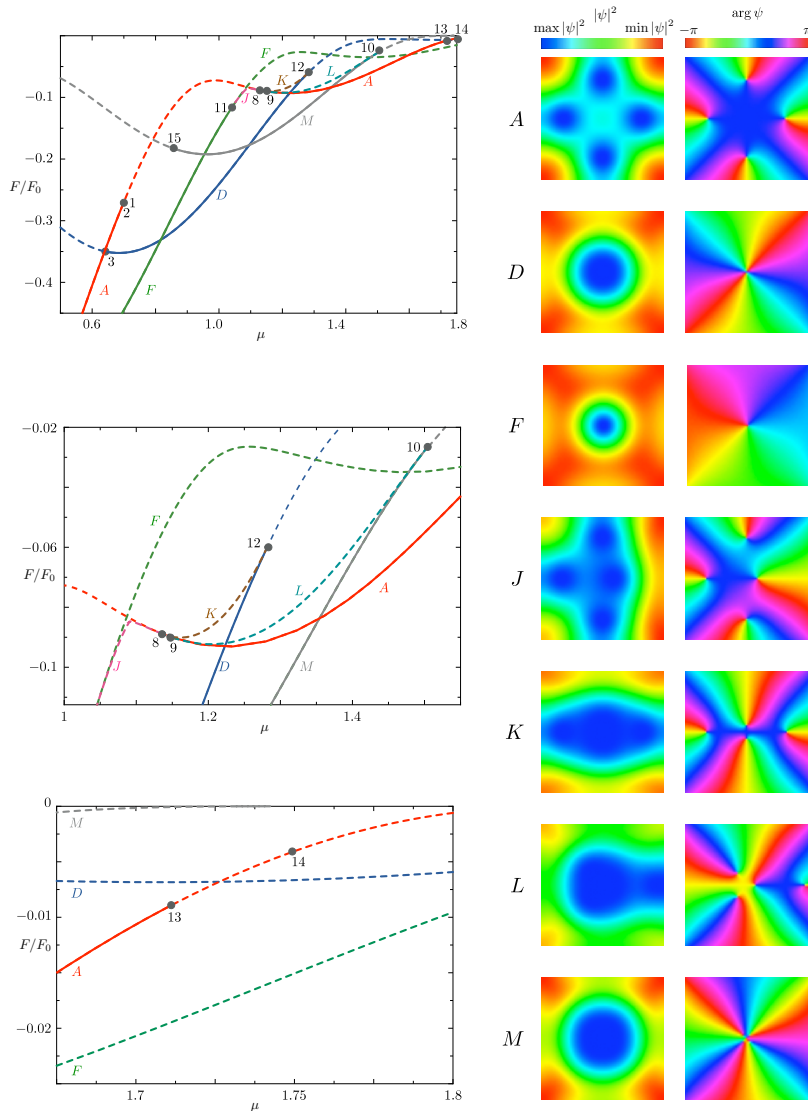 |ψ|²
arg ψ
max |ψ|²
min |ψ|²
−π
π
13 14
F
10
12
−0.1
K
L
A
J
8
9
11
M
15
−0.2
F/F₀
D
1
2
−0.3
3
A
F
−0.4
0.6
1.0
1.4
1.8
μ
−0.02
10
F
12
−0.06
F/F₀
L
A
K
8
9
−0.1
J
D
M
1
1.2
1.4
μ
0
M
14
D
−0.01
13
F/F₀
A
−0.02
F
1.7
1.75
1.8
μ
A
D
F
J
K
L
M